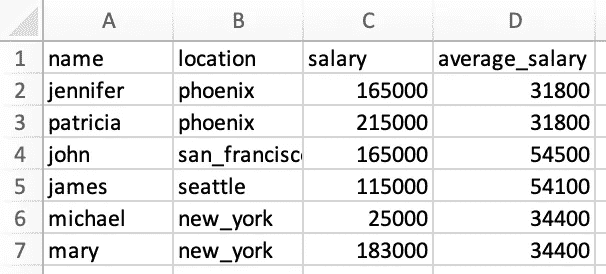 A B C D
1 name location salary average_salary
2 jennifer phoenix 165000 31800
3 patricia phoenix 215000 31800
4 john san_francisc 165000 54500
5 james seattle 115000 54100
6 michael new_york 25000 34400
7 mary new_york 183000 34400